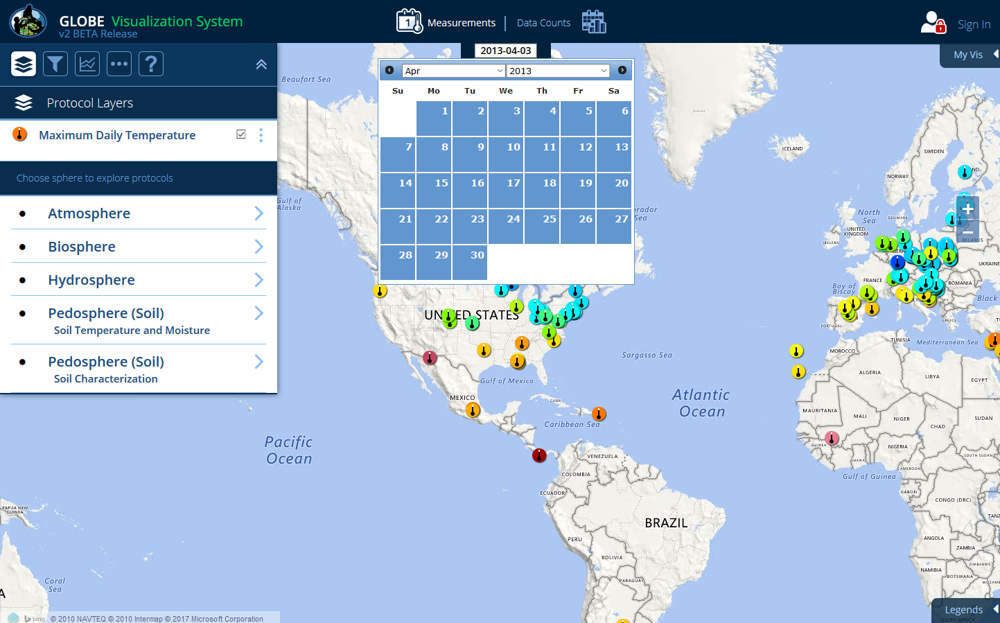 GLOBE Visualization System
v2 BETA Release
1
Measurements
Data Counts
Sign In
My Vis
2013-04-03
Apr
2013
Su Mo Tu We Th Fr Sa
1 2 3 4 5 6
7 8 9 10 11 12 13
14 15 16 17 18 19 20
21 22 23 24 25 26 27
28 29 30
?
Protocol Layers
Maximum Daily Temperature
Choose sphere to explore protocols
Atmosphere
Biosphere
Hydrosphere
Pedosphere (Soil)
Soil Temperature and Moisture
Pedosphere (Soil)
Soil Characterization
Beaufort Sea
Gulf of
Alaska
ICELAND
SWEDEN
NORWAY
North
Sea
DENMARK
UNITED
KINGDOM
IRELAND
BELARUS
UKRAINE
FRANCE
ROMANIA
Bay of
Biscay
Black
PORTUGAL
GREECE
UNITED STATES
Sargasso Sea
Gulf of Mexico
MEXICO
CUBA
Caribbean Sea
Atlantic
Ocean
Pacific
Ocean
TUNISIA
Mediterranean Sea
MOROCCO
ALGERIA
LIBYA
EGYPT
MAURITANIA
MALI
NIGER
CHAD
SUDAN
GUINEA
NIGERIA
GHANA
SOUTH SUDAN
CAMEROON
Gulf of Guinea
GABON
CONGO (DRC)
ANGOLA
ZAMBIA
NAMIBIA
ZIMBABWE
BOTSWANA
VENEZUELA
COLOMBIA
ECUADOR
BRAZIL
PERU
BOLIVIA
PARAGUAY
PAPUA NEW
GUINEA
Coral
Sea
Legends
SOUTH AFRICA
bing © 2010 NAVTEQ © 2010 Intermap © 2017 Microsoft Corporation